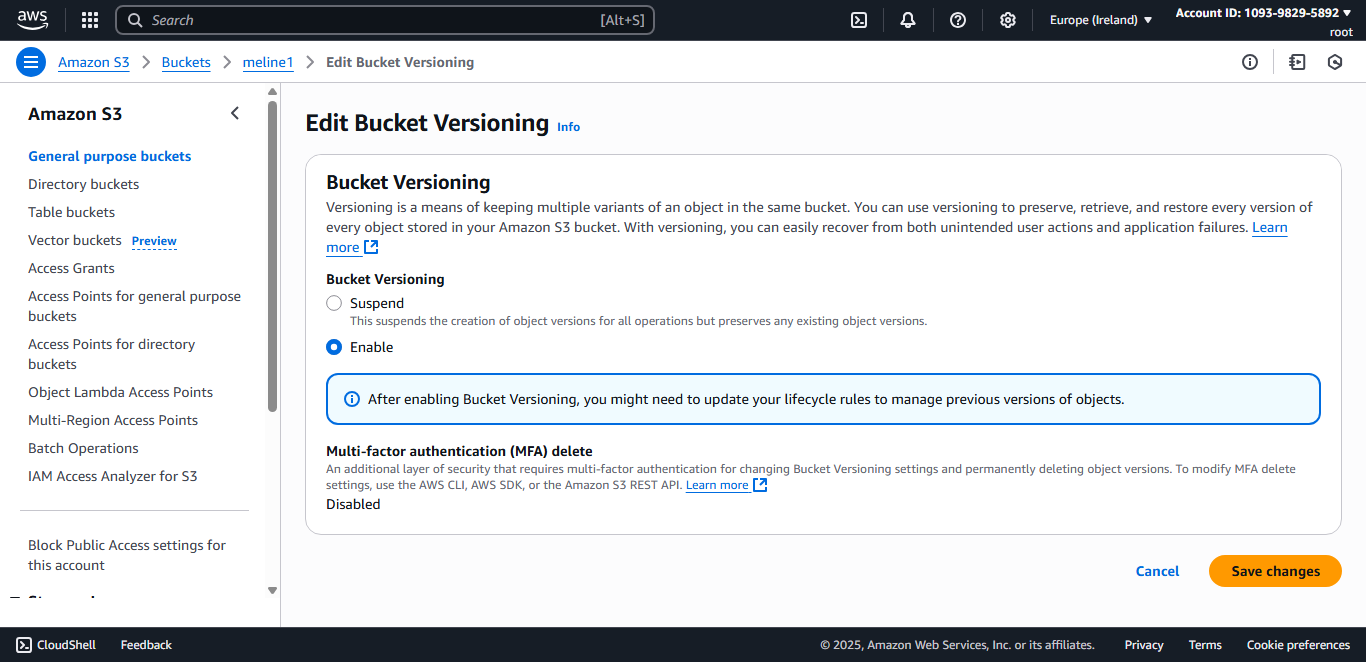 aws
Search [Alt+S]
Europe (Ireland)
Account ID: 1093-9829-5892
root
Amazon S3
Buckets
meline1
Edit Bucket Versioning
Amazon S3
General purpose buckets
Directory buckets
Table buckets
Vector buckets Preview
Access Grants
Access Points for general purpose
buckets
Access Points for directory
buckets
Object Lambda Access Points
Multi-Region Access Points
Batch Operations
IAM Access Analyzer for S3
Block Public Access settings for
this account
Edit Bucket Versioning Info
Bucket Versioning
Versioning is a means of keeping multiple variants of an object in the same bucket. You can use versioning to preserve, retrieve, and restore every version of
every object stored in your Amazon S3 bucket. With versioning, you can easily recover from both unintended user actions and application failures. Learn
more
Bucket Versioning
Suspend
This suspends the creation of object versions for all operations but preserves any existing object versions.
Enable
After enabling Bucket Versioning, you might need to update your lifecycle rules to manage previous versions of objects.
Multi-factor authentication (MFA) delete
An additional layer of security that requires multi-factor authentication for changing Bucket Versioning settings and permanently deleting object versions. To modify MFA delete
settings, use the AWS CLI, AWS SDK, or the Amazon S3 REST API. Learn more
Disabled
Cancel
Save changes
CloudShell
Feedback
© 2025, Amazon Web Services, Inc. or its affiliates.
Privacy
Terms
Cookie preferences